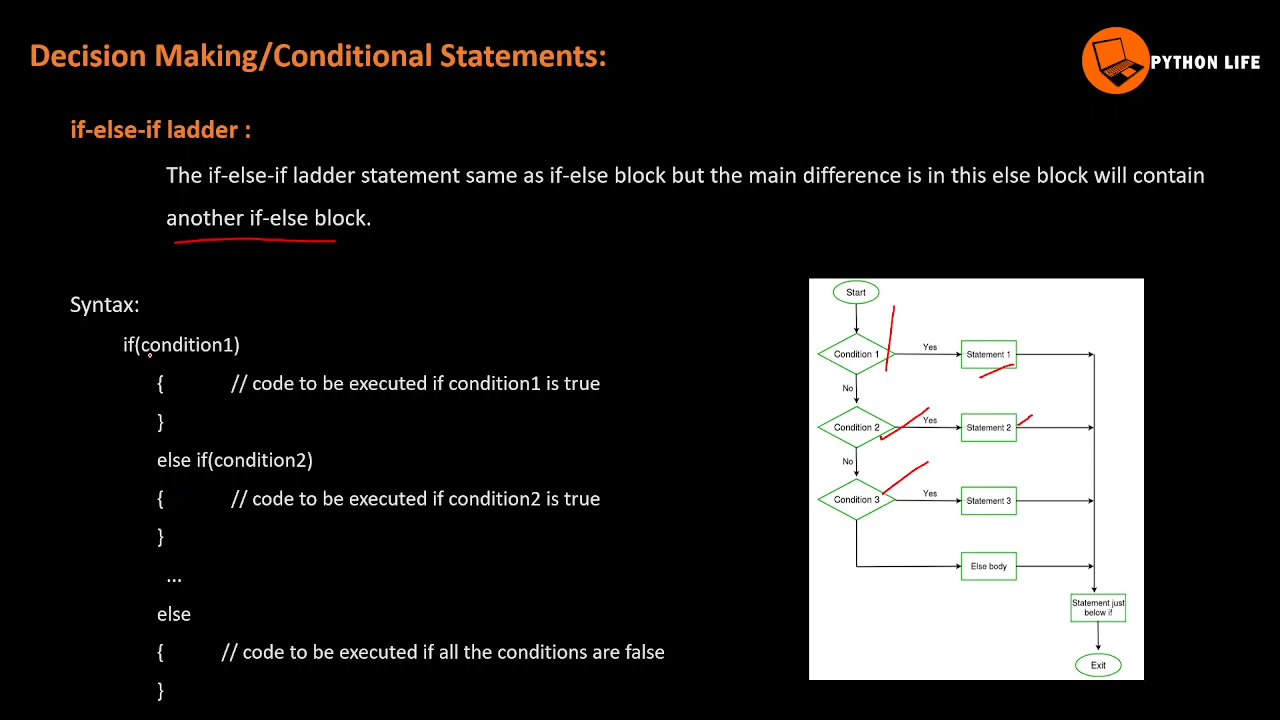 Decision Making/Conditional Statements:
PYTHON LIFE
if-else-if ladder :
The if-else-if ladder statement same as if-else block but the main difference is in this else block will contain
another if-else block.
Syntax:
if(condition1)
{ // code to be executed if condition1 is true
}
else if(condition2)
{ // code to be executed if condition2 is true
}
...
else
{ // code to be executed if all the conditions are false
}
Start
Condition 1
Yes
Statement 1
No
Condition 2
Yes
Statement 2
No
Condition 3
Yes
Statement 3
Else body
Statement just
below if
Exit